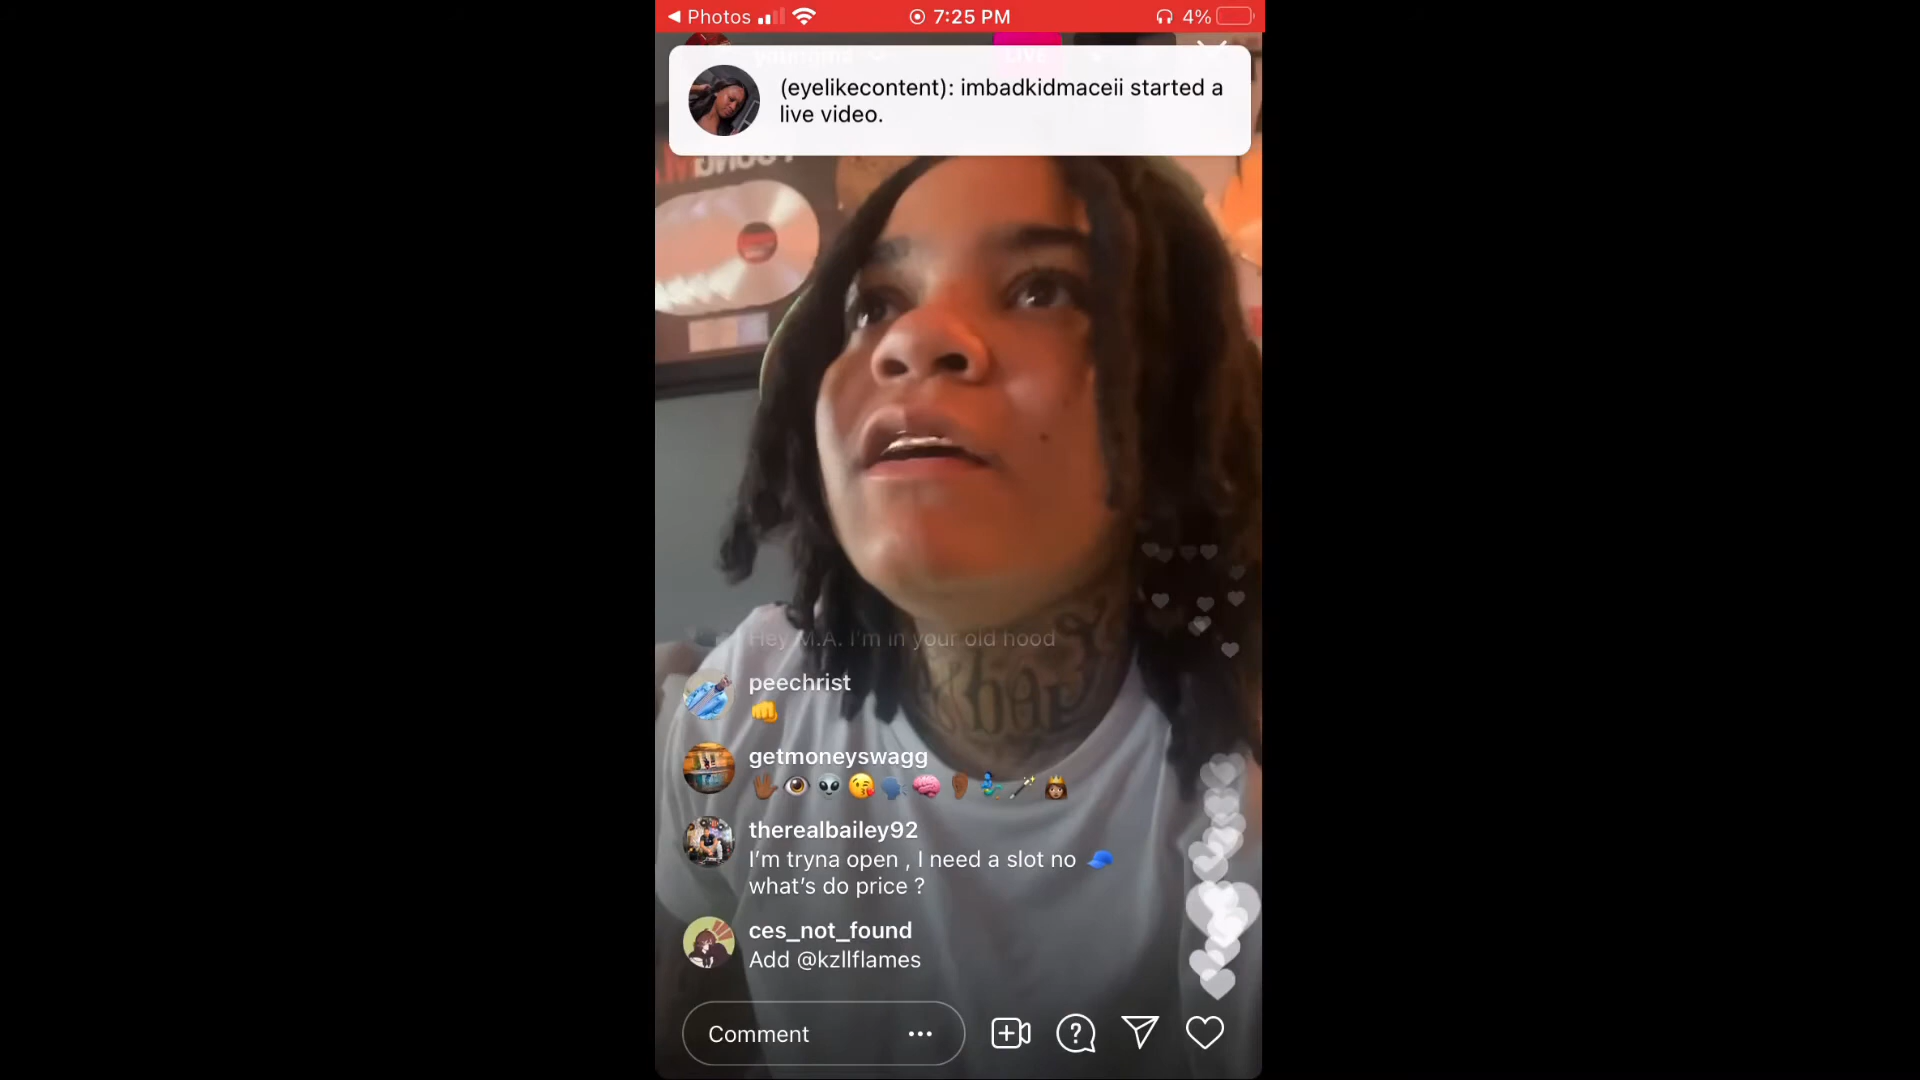 Photos 7:25 PM 4%
LIVE
(eyelikecontent): imbadkidmaceii started a
live video.
Hey M.A. I'm in your old hood
peechrist
👊
getmoneyswagg
🖖🏾👁️👽😘🗣️🧠👂🏾🧞‍♂️🪄👸🏽
therealbailey92
I’m tryna open , I need a slot no 🧢
what’s do price ?
ces_not_found
Add @kzllflames
Comment